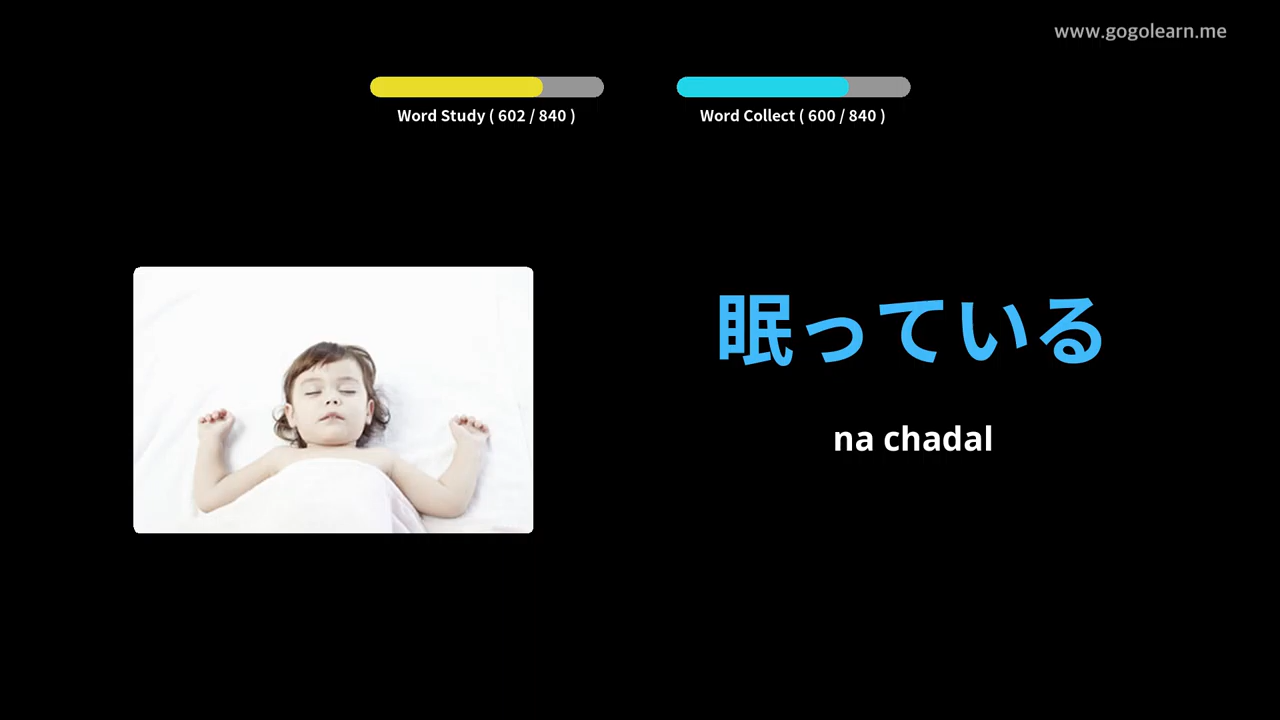 www.gogolearn.me
Word Study ( 602 / 840 )
Word Collect ( 600 / 840 )
眠っている
na chadal